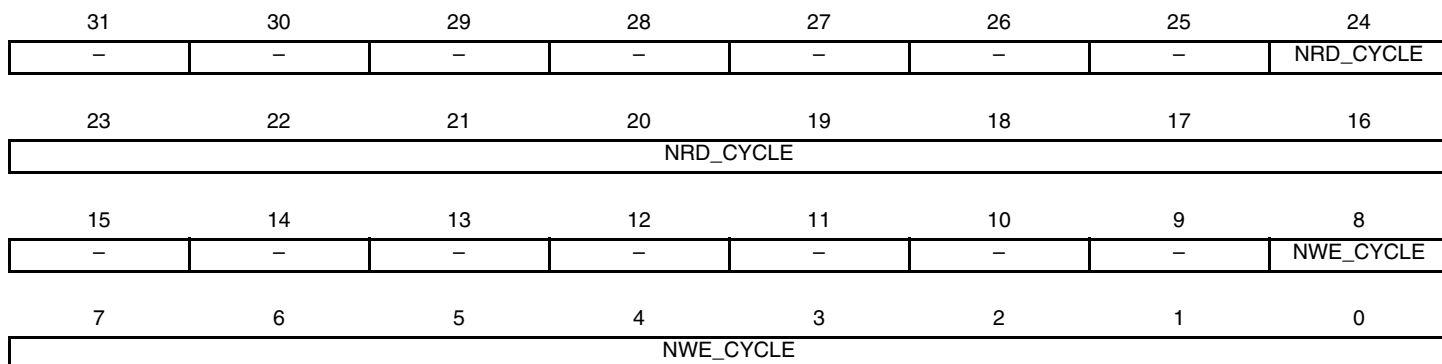 31 30 29 28 27 26 25 24
– – – – – – – NRD_CYCLE
23 22 21 20 19 18 17 16
NRD_CYCLE
15 14 13 12 11 10 9 8
– – – – – – – NWE_CYCLE
7 6 5 4 3 2 1 0
NWE_CYCLE